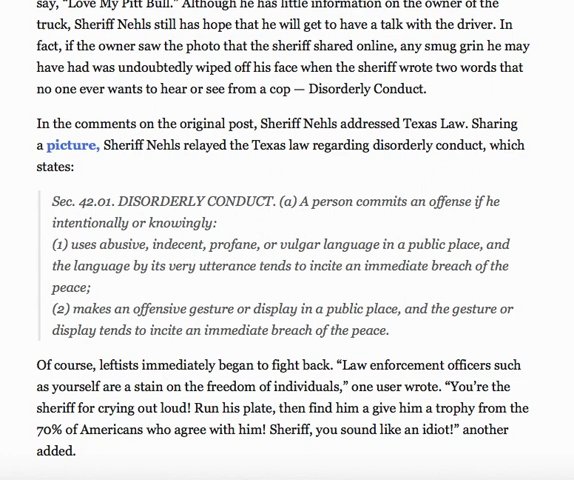 say, “Love My Pitt Bull.” Although he has little information on the owner of the
truck, Sheriff Nehls still has hope that he will get to have a talk with the driver. In
fact, if the owner saw the photo that the sheriff shared online, any smug grin he may
have had was undoubtedly wiped off his face when the sheriff wrote two words that
no one ever wants to hear or see from a cop — Disorderly Conduct.
In the comments on the original post, Sheriff Nehls addressed Texas Law. Sharing
a picture, Sheriff Nehls relayed the Texas law regarding disorderly conduct, which
states:
Sec. 42.01. DISORDERLY CONDUCT. (a) A person commits an offense if he
intentionally or knowingly:
(1) uses abusive, indecent, profane, or vulgar language in a public place, and
the language by its very utterance tends to incite an immediate breach of the
peace;
(2) makes an offensive gesture or display in a public place, and the gesture or
display tends to incite an immediate breach of the peace.
Of course, leftists immediately began to fight back. “Law enforcement officers such
as yourself are a stain on the freedom of individuals,” one user wrote. “You’re the
sheriff for crying out loud! Run his plate, then find him a give him a trophy from the
70% of Americans who agree with him! Sheriff, you sound like an idiot!” another
added.